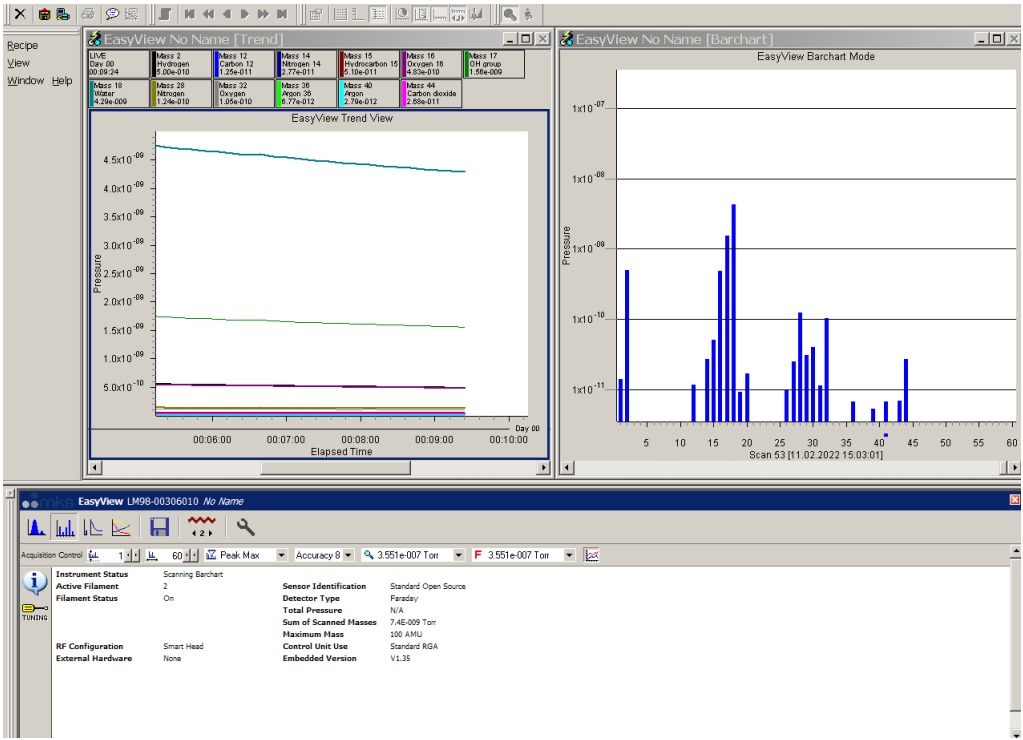 Recipe
View
Window Help
EasyView No Name [Trend]
LIVE
Day 00
00:09:24
Mass 2
Hydrogen
5.00e-010
Mass 12
Carbon 12
1.25e-011
Mass 14
Nitrogen 14
2.77e-011
Mass 15
Hydrocarbon 15
5.10e-011
Mass 16
Oxygen 16
4.83e-010
Mass 17
OH group
1.56e-009
Mass 18
Water
4.29e-009
Mass 28
Nitrogen
1.24e-010
Mass 32
Oxygen
1.05e-010
Mass 36
Argon 36
6.77e-012
Mass 40
Argon
2.79e-012
Mass 44
Carbon dioxide
2.68e-011
EasyView Trend View
4.5x10-09
4.0x10-09
3.5x10-09
3.0x10-09
2.5x10-09
2.0x10-09
1.5x10-09
1.0x10-09
5.0x10-10
Pressure
Day 00
00:06:00 00:07:00 00:08:00 00:09:00 00:10:00
Elapsed Time
EasyView No Name [Barchart]
EasyView Barchart Mode
1x10-07
1x10-08
1x10-09
1x10-10
1x10-11
Pressure
5 10 15 20 25 30 35 40 45 50 55 60
Scan 53 [11.02.2022 15:03:01]
mks EasyView LM98-00306010 No Name
Acquisition Control 1 60 Peak Max Accuracy 8 3.551e-007 Torr F 3.551e-007 Torr
TUNING
Instrument Status Scanning Barchart
Active Filament 2 Sensor Identification Standard Open Source
Filament Status On Detector Type Faraday
Total Pressure N/A
Sum of Scanned Masses 7.4E-009 Torr
Maximum Mass 100 AMU
RF Configuration Smart Head Control Unit Use Standard RGA
External Hardware None Embedded Version V1.35